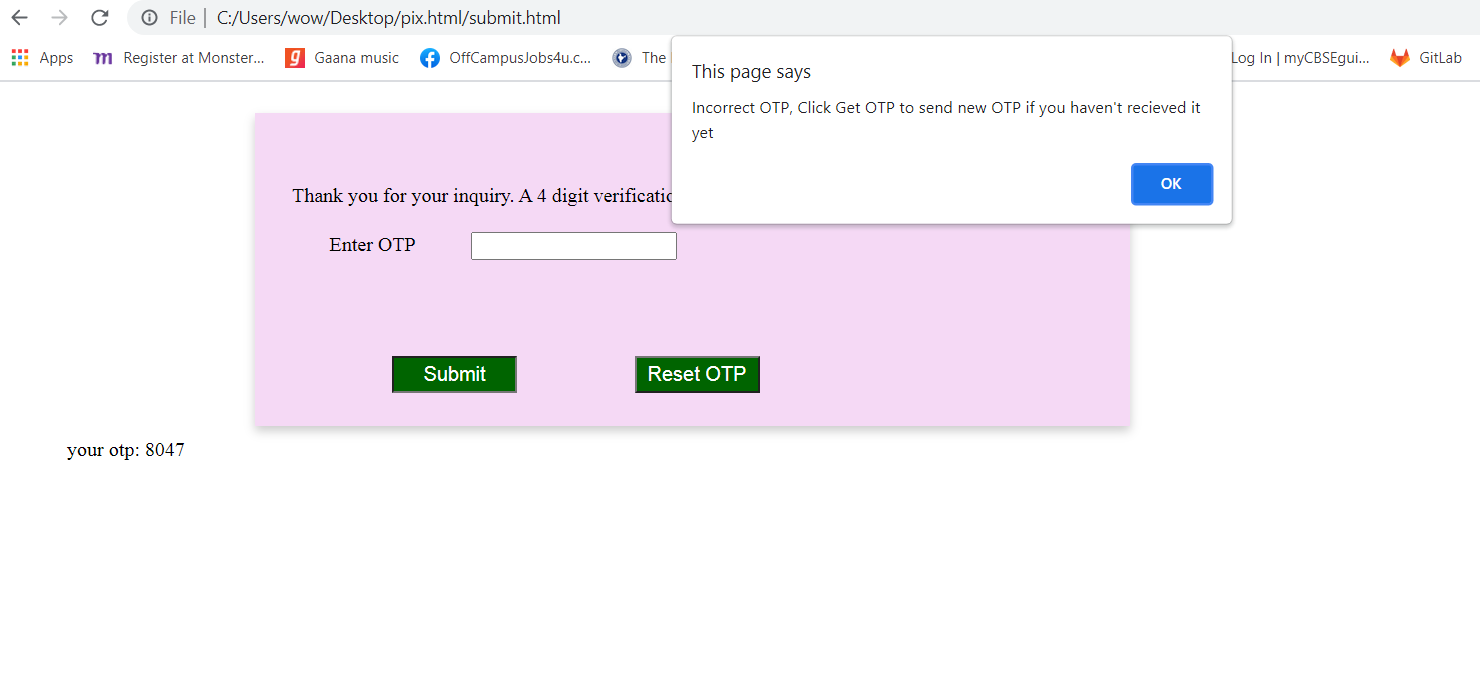 File | C:/Users/wow/Desktop/pix.html/submit.html
Apps Register at Monster... Gaana music OffCampusJobs4u.c... The Log In | myCBSEgui... GitLab
This page says
Incorrect OTP, Click Get OTP to send new OTP if you haven't recieved it
yet
OK
Thank you for your inquiry. A 4 digit
Enter OTP
Submit Reset OTP
your otp: 8047